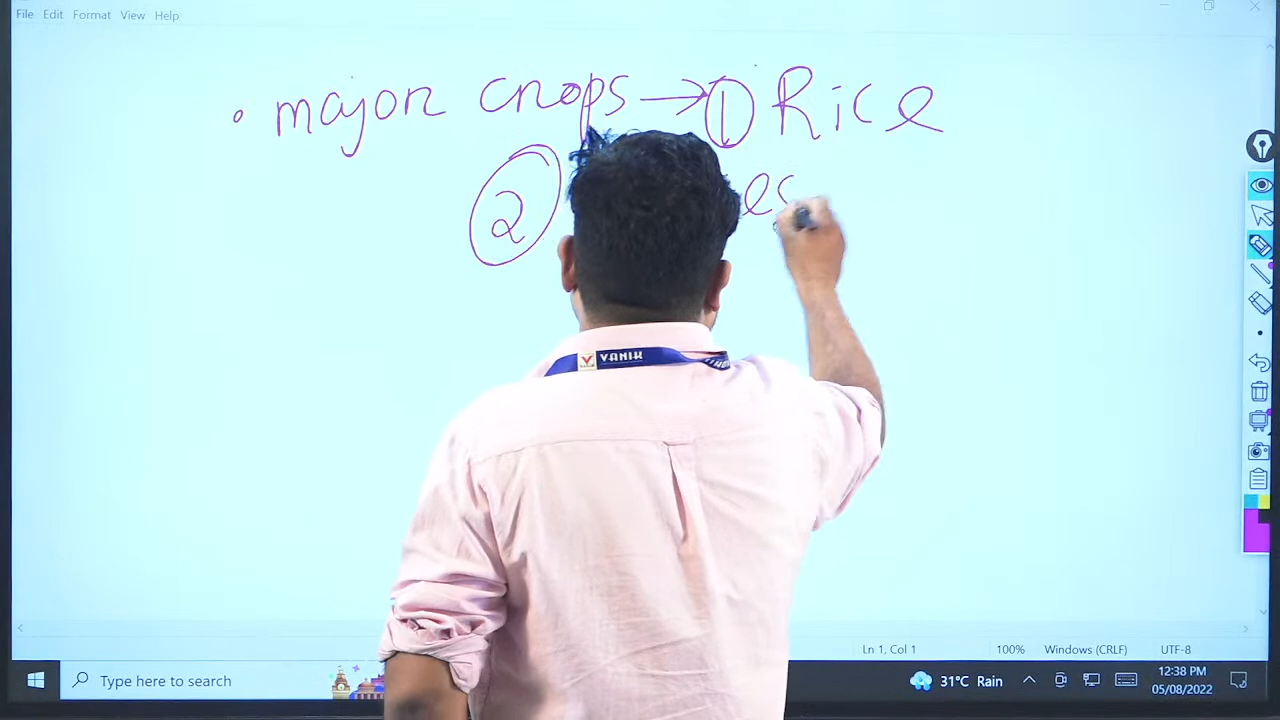 File Edit Format View Help
• major crops → ① Rice
②
VANIK
Ln 1, Col 1 100% Windows (CRLF) UTF-8
Type here to search 31°C Rain 12:38 PM
05/08/2022